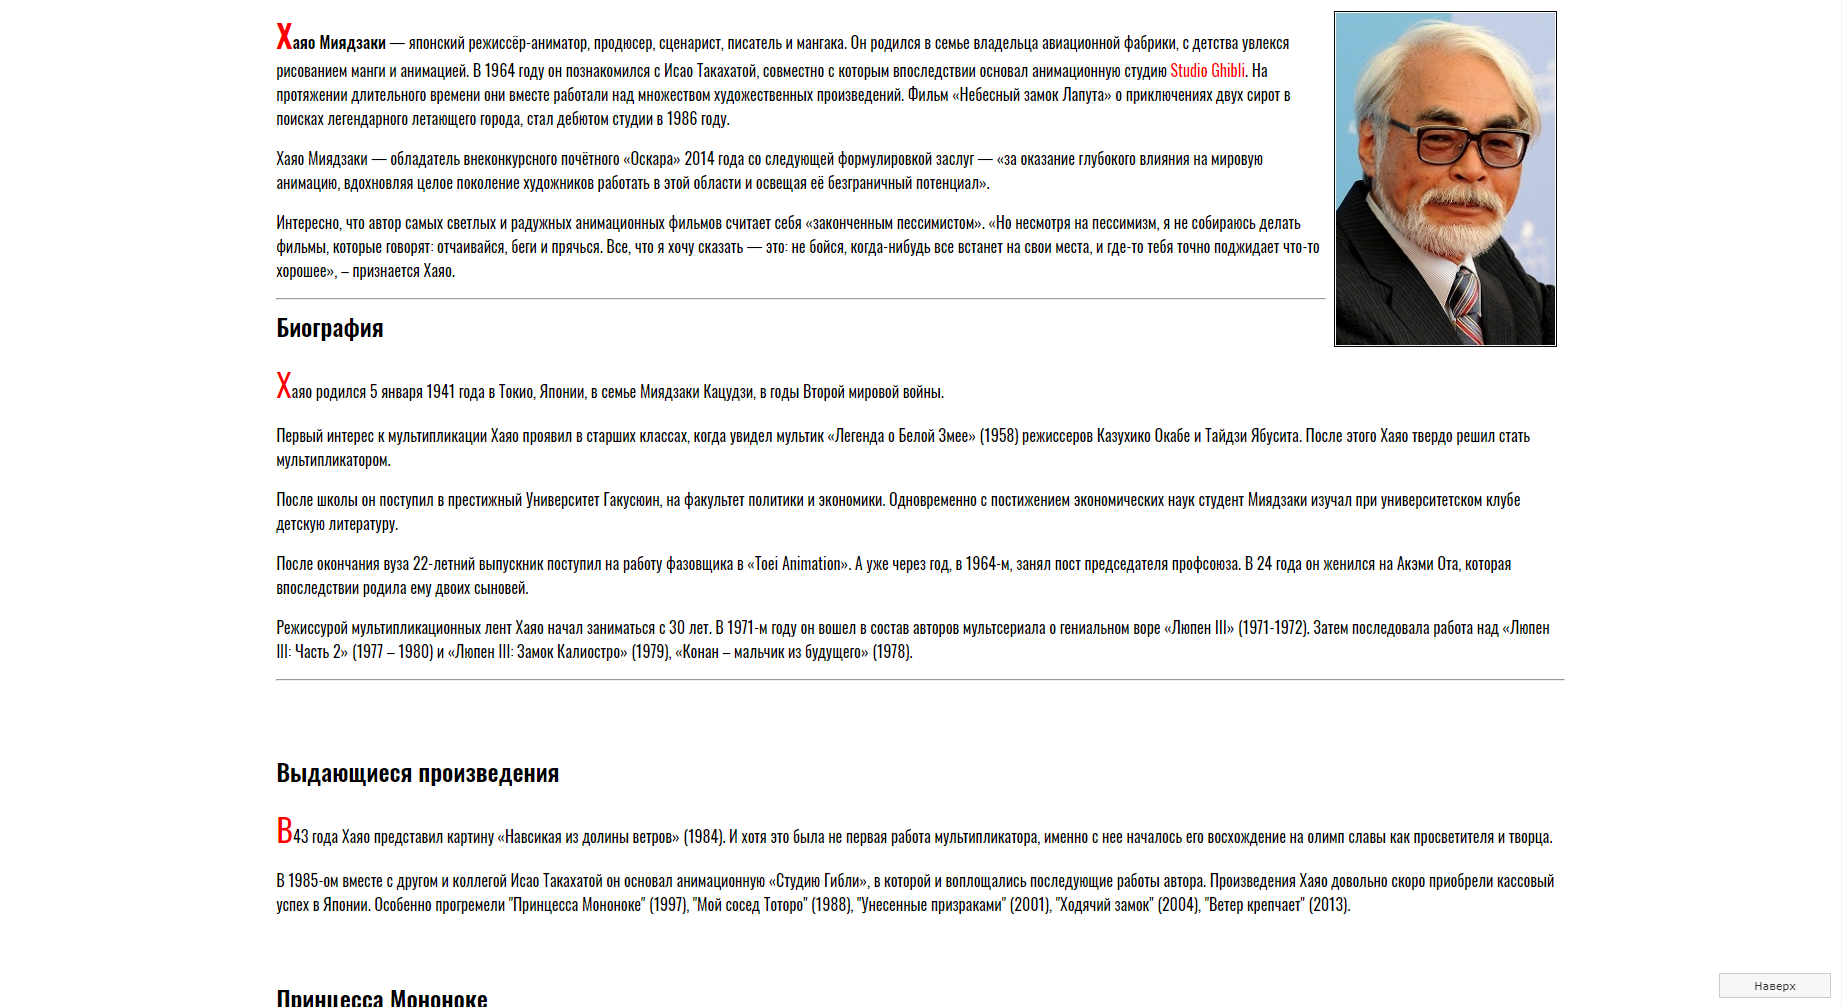 Хаяо Миядзаки — японский режиссёр-аниматор, продюсер, сценарист, писатель и мангака. Он родился в семье владельца авиационной фабрики, с детства увлекся
рисованием манги и анимацией. В 1964 году он познакомился с Исао Такахатой, совместно с которым впоследствии основал анимационную студию Studio Ghibli. На
протяжении длительного времени они вместе работали над множеством художественных произведений. Фильм «Небесный замок Лапута» о приключениях двух сирот в
поисках легендарного летающего города, стал дебютом студии в 1986 году.
Хаяо Миядзаки — обладатель внеконкурсного почётного «Оскара» 2014 года со следующей формулировкой заслуг — «за оказание глубокого влияния на мировую
анимацию, вдохновляя целое поколение художников работать в этой области и освещая её безграничный потенциал».
Интересно, что автор самых светлых и радужных анимационных фильмов считает себя «законченным пессимистом». «Но несмотря на пессимизм, я не собираюсь делать
фильмы, которые говорят: отчаивайся, беги и прячься. Все, что я хочу сказать — это: не бойся, когда-нибудь все встанет на свои места, и где-то тебя точно поджидает что-то
хорошее», – признается Хаяо.
Биография
Хаяо родился 5 января 1941 года в Токио, Японии, в семье Миядзаки Кацудзи, в годы Второй мировой войны.
Первый интерес к мультипликации Хаяо проявил в старших классах, когда увидел мультик «Легенда о Белой Змее» (1958) режиссеров Казухико Окабе и Тайдзи Ябусита. После этого Хаяо твердо решил стать
мультипликатором.
После школы он поступил в престижный Университет Гакусюин, на факультет политики и экономики. Одновременно с постижением экономических наук студент Миядзаки изучал при университетском клубе
детскую литературу.
После окончания вуза 22-летний выпускник поступил на работу фазовщика в «Toei Animation». А уже через год, в 1964-м, занял пост председателя профсоюза. В 24 года он женился на Акэми Ота, которая
впоследствии родила ему двоих сыновей.
Режиссурой мультипликационных лент Хаяо начал заниматься с 30 лет. В 1971-м году он вошел в состав авторов мультсериала о гениальном воре «Люпен III» (1971-1972). Затем последовала работа над «Люпен
III: Часть 2» (1977 – 1980) и «Люпен III: Замок Калиостро» (1979), «Конан – мальчик из будущего» (1978).
Выдающиеся произведения
В 43 года Хаяо представил картину «Навсикая из долины ветров» (1984). И хотя это была не первая работа мультипликатора, именно с нее началось его восхождение на олимп славы как просветителя и творца.
В 1985-ом вместе с другом и коллегой Исао Такахатой он основал анимационную «Студию Гибли», в которой и воплощались последующие работы автора. Произведения Хаяо довольно скоро приобрели кассовый
успех в Японии. Особенно прогремели "Принцесса Мононоке" (1997), "Мой сосед Тоторо" (1988), "Унесенные призраками" (2001), "Ходячий замок" (2004), "Ветер крепчает" (2013).
Принцесса Мононоке
Наверх